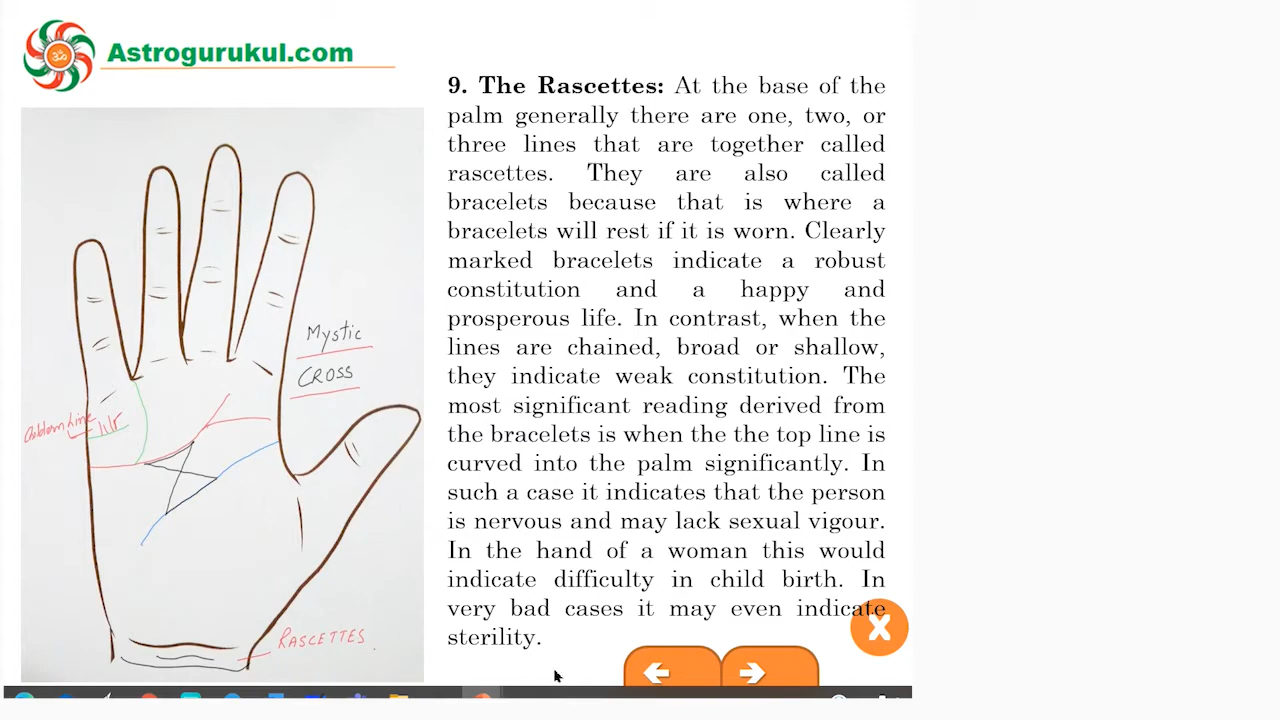 Astrogurukul.com
9. The Rascettes: At the base of the
palm generally there are one, two, or
three lines that are together called
rascettes. They are also called
bracelets because that is where a
bracelets will rest if it is worn. Clearly
marked bracelets indicate a robust
constitution and a happy and
prosperous life. In contrast, when the
lines are chained, broad or shallow,
they indicate weak constitution. The
most significant reading derived from
the bracelets is when the the top line is
curved into the palm significantly. In
such a case it indicates that the person
is nervous and may lack sexual vigour.
In the hand of a woman this would
indicate difficulty in child birth. In
very bad cases it may even indicate
sterility.
Mystic
CROSS
Line
RASCETTES
X